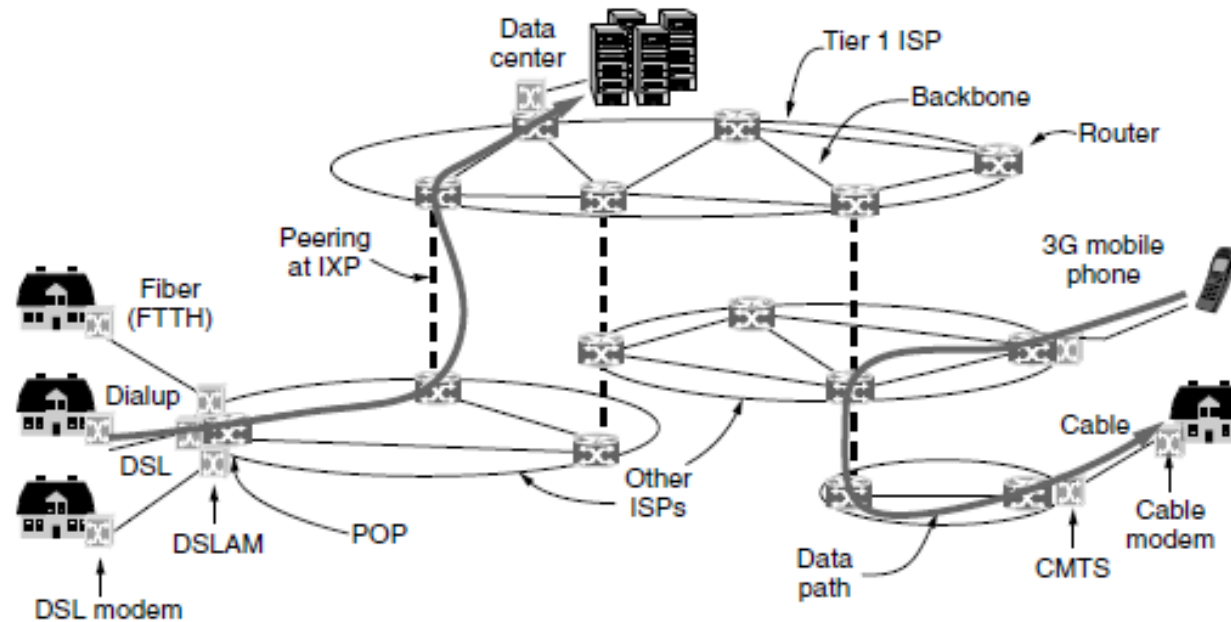 Data
center
Tier 1 ISP
Backbone
Router
Peering
at IXP
3G mobile
phone
Fiber
(FTTH)
Dialup
DSL
Cable
Other
ISPs
POP
DSLAM
DSL modem
Data
path
CMTS
Cable
modem